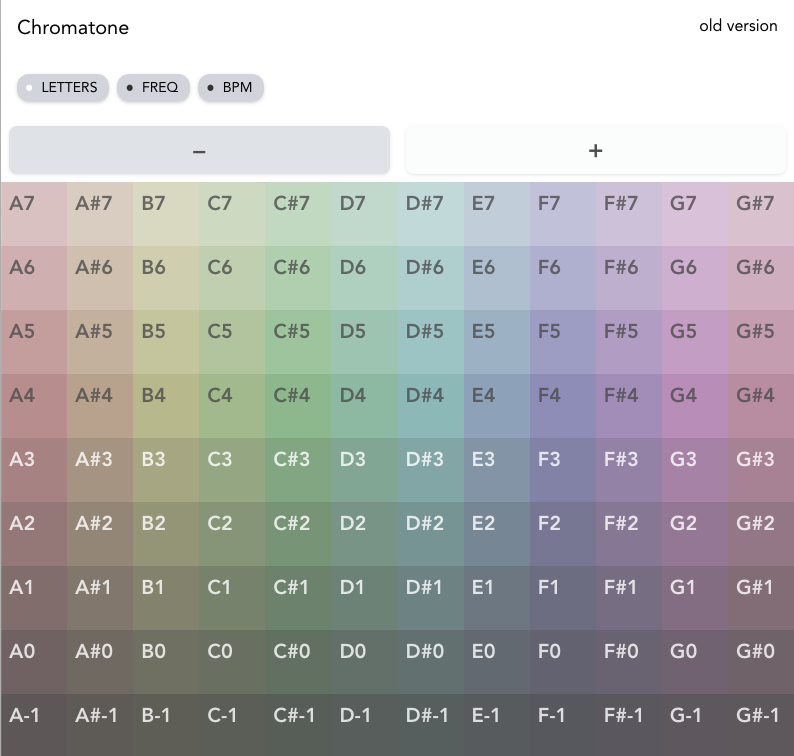 Chromatone old version
LETTERS FREQ BPM
– +
A7 A#7 B7 C7 C#7 D7 D#7 E7 F7 F#7 G7 G#7
A6 A#6 B6 C6 C#6 D6 D#6 E6 F6 F#6 G6 G#6
A5 A#5 B5 C5 C#5 D5 D#5 E5 F5 F#5 G5 G#5
A4 A#4 B4 C4 C#4 D4 D#4 E4 F4 F#4 G4 G#4
A3 A#3 B3 C3 C#3 D3 D#3 E3 F3 F#3 G3 G#3
A2 A#2 B2 C2 C#2 D2 D#2 E2 F2 F#2 G2 G#2
A1 A#1 B1 C1 C#1 D1 D#1 E1 F1 F#1 G1 G#1
A0 A#0 B0 C0 C#0 D0 D#0 E0 F0 F#0 G0 G#0
A-1 A#-1 B-1 C-1 C#-1 D-1 D#-1 E-1 F-1 F#-1 G-1 G#-1